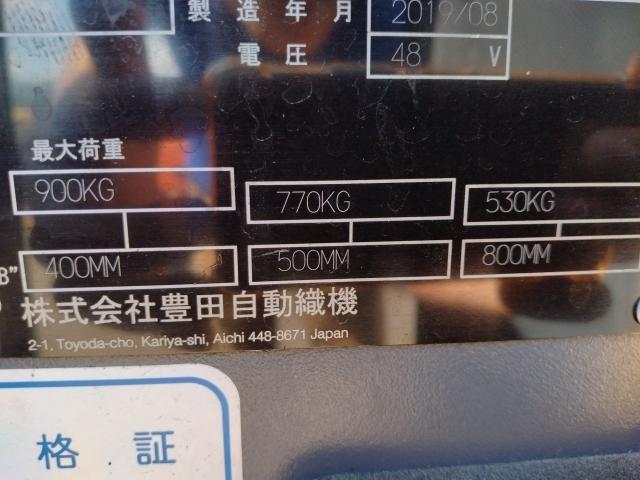 製造年月 2019/08
電圧 48 V
最大荷重
900KG 770KG 530KG
400MM 500MM 800MM
B"
株式会社豊田自動織機
2-1, Toyoda-cho, Kariya-shi, Aichi 448-8671 Japan
格 証